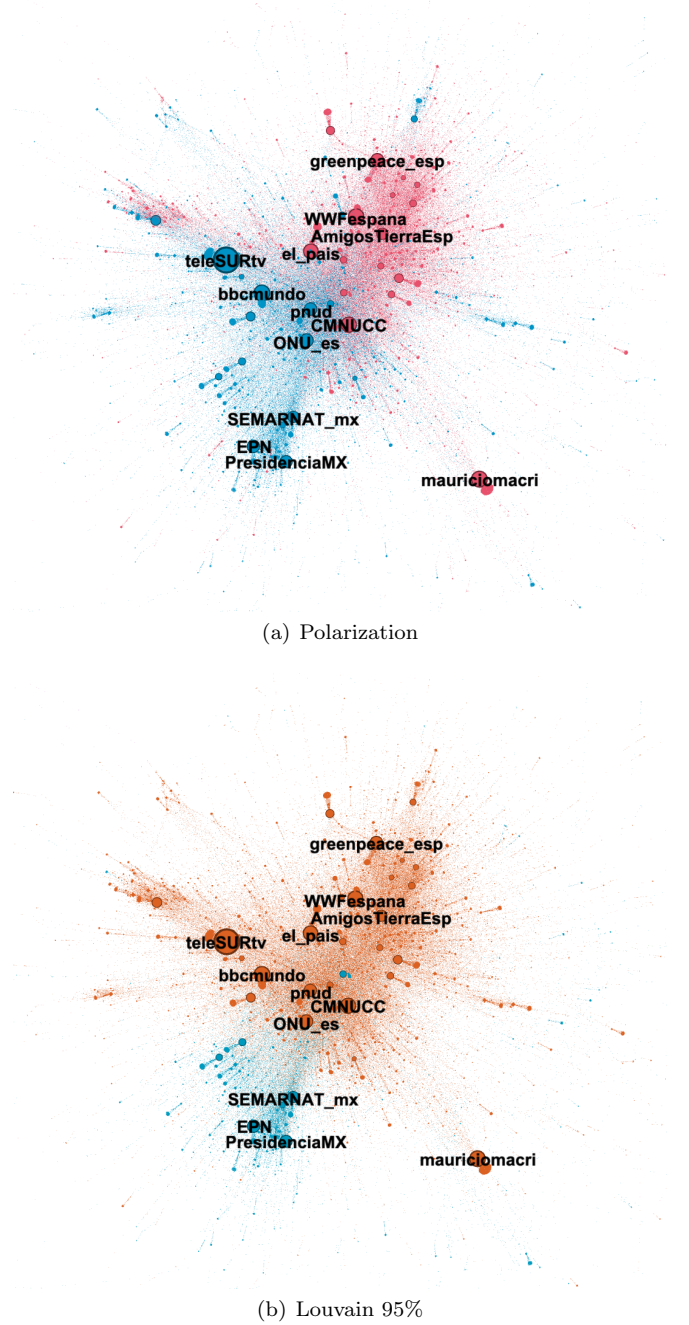 greenpeace_esp
WWFespana
AmigosTierraEsp
el_pais
teleSURtv
bbcmundo
pnud
CMNUCC
ONU_es
SEMARNAT_mx
EPN
PresidenciaMX
mauriciomacri
(a) Polarization
greenpeace_esp
WWFespana
AmigosTierraEsp
el_pais
teleSURtv
bbcmundo
pnud
CMNUCC
ONU_es
SEMARNAT_mx
EPN
PresidenciaMX
mauriciomacri
(b) Louvain 95%